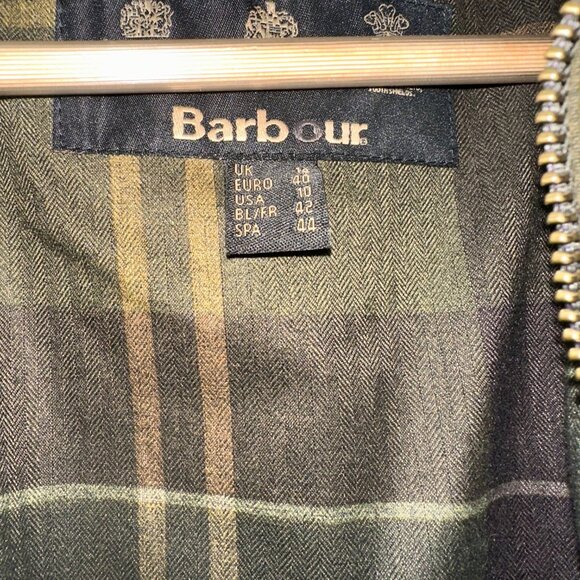 Barbour
UK 14
EURO 40
USA 10
BL/FR 42
SPA 44